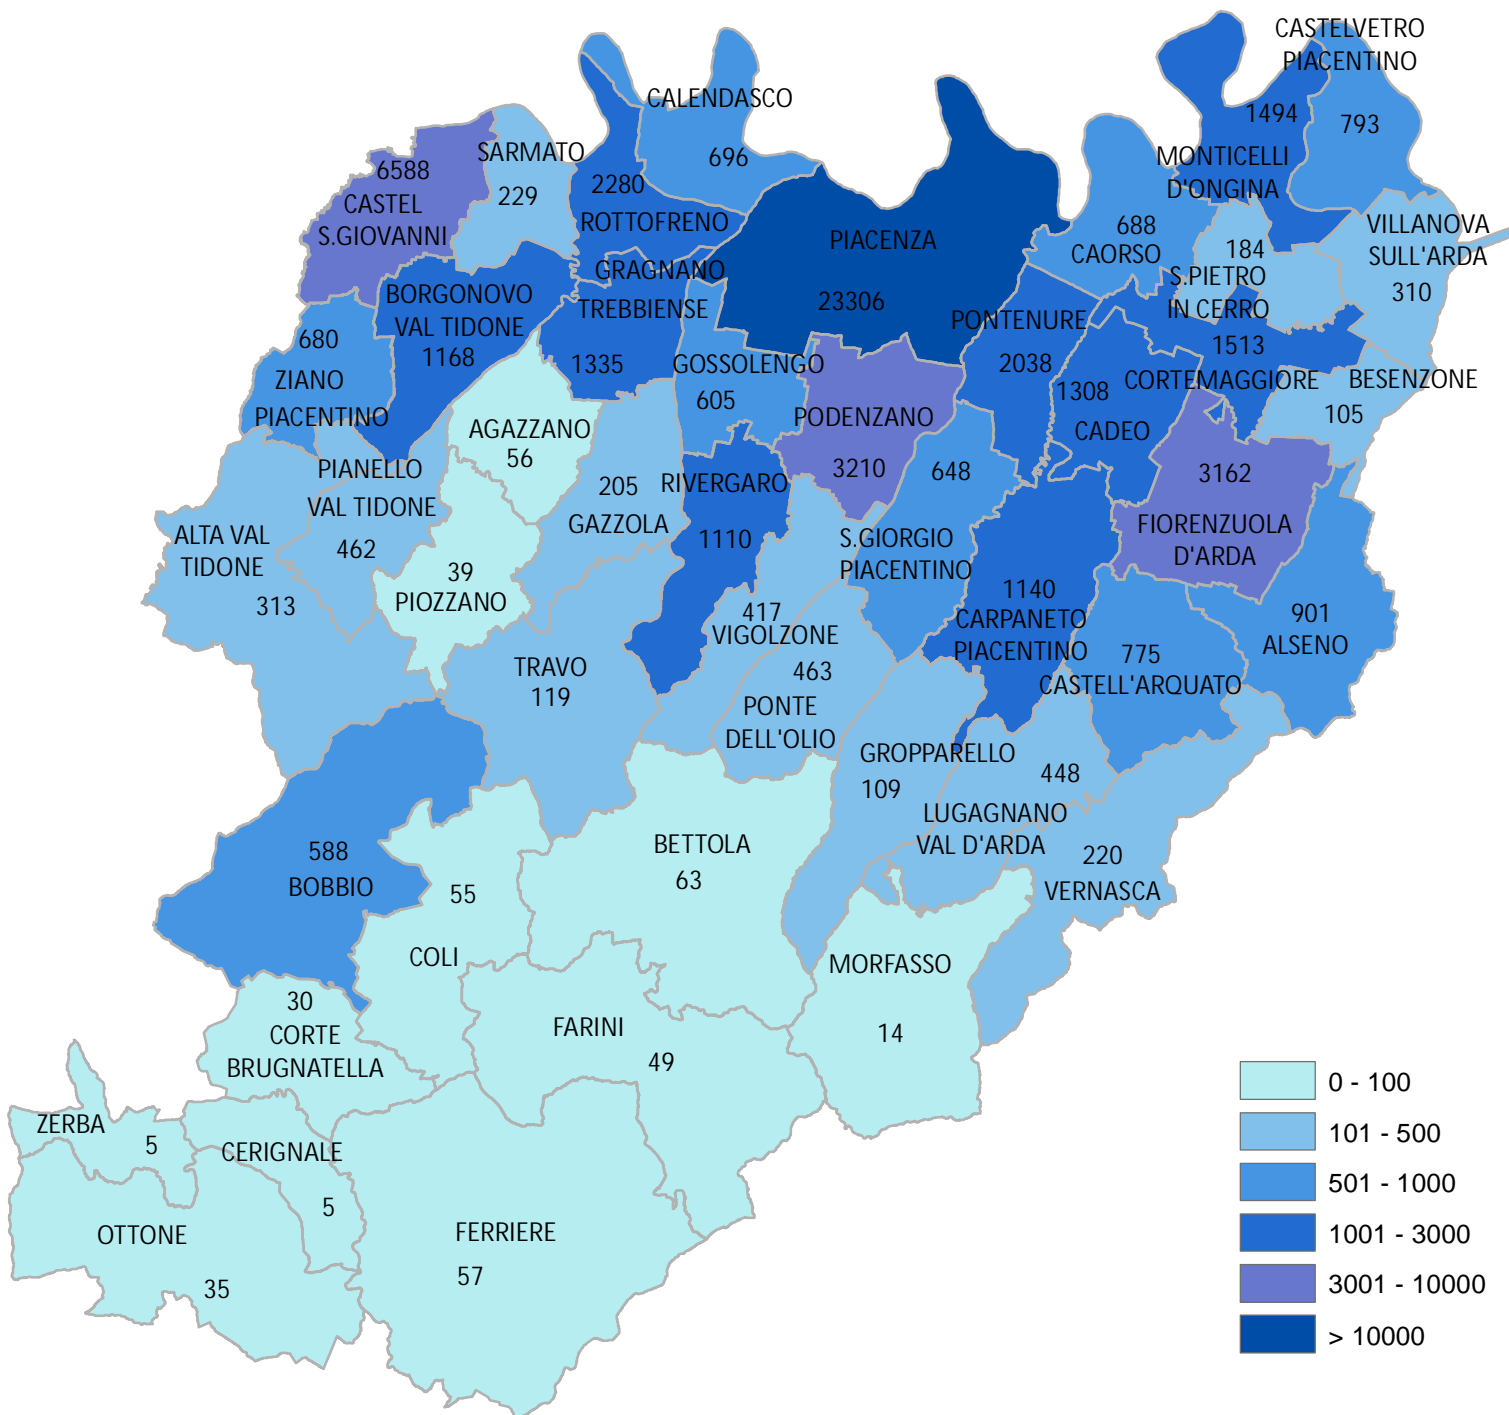 CASTELVETRO
PIACENTINO
793
1494
MONTICELLI
D'ONGINA
CALENDASCO
696
SARMATO
229
6588
CASTEL
S.GIOVANNI
2280
ROTTOFRENO
PIACENZA
23306
688
CAORSO
184
S.PIETRO
IN CERRO
VILLANOVA
SULL'ARDA
310
GRAGNANO
TREBBIENSE
1335
BORGONOVO
VAL TIDONE
1168
680
ZIANO
PIACENTINO
GOSSOLENGO
605
PONTENURE
2038
1308
CADEO
1513
CORTEMAGGIORE
BESENZONE
105
PODENZANO
3210
AGAZZANO
56
PIANELLO
VAL TIDONE
462
205
GAZZOLA
RIVERGARO
1110
648
S.GIORGIO
PIACENTINO
3162
FIORENZUOLA
D'ARDA
ALTA VAL
TIDONE
313
39
PIOZZANO
417
VIGOLZONE
463
PONTE
DELL'OLIO
1140
CARPANETO
PIACENTINO
901
ALSENO
775
CASTELL'ARQUATO
TRAVO
119
GROPPARELLO
109
448
LUGAGNANO
VAL D'ARDA
220
VERNASCA
588
BOBBIO
BETTOLA
63
55
COLI
MORFASSO
14
30
CORTE
BRUGNATELLA
FARINI
49
ZERBA
5
CERIGNALE
5
OTTONE
35
FERRIERE
57
0 - 100
101 - 500
501 - 1000
1001 - 3000
3001 - 10000
> 10000